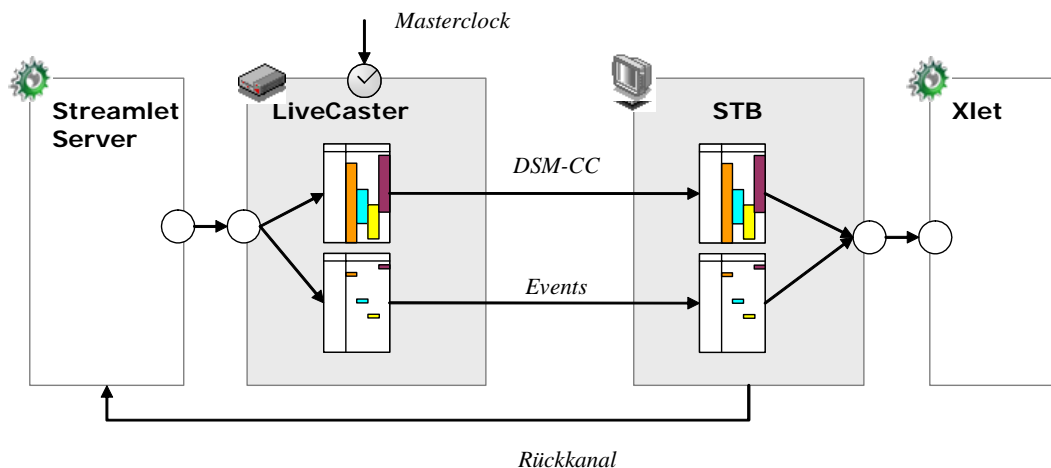 Masterclock
Streamlet
Server
LiveCaster
STB
Xlet
DSM-CC
Events
Rückkanal